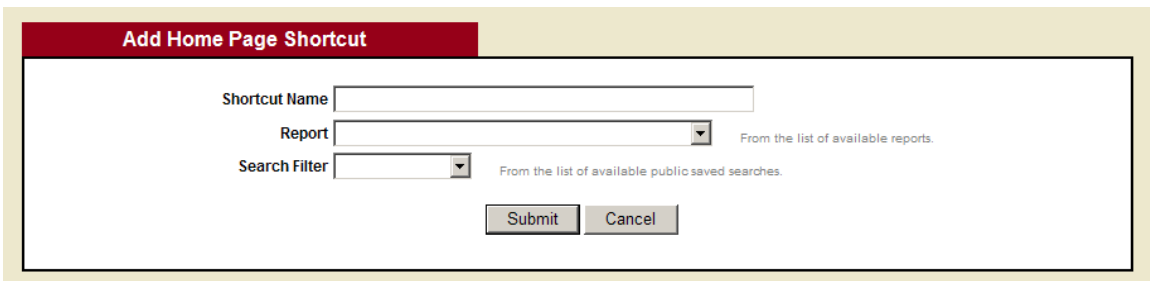 Add Home Page Shortcut
Shortcut Name
Report From the list of available reports.
Search Filter From the list of available public saved searches.
Submit Cancel